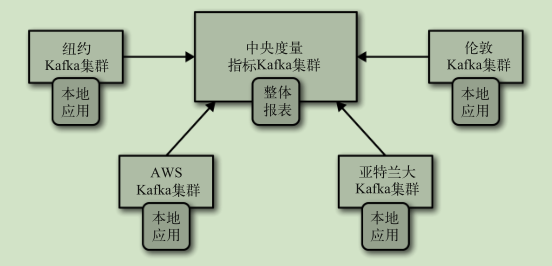 纽约
Kafka集群
本地
应用
中央度量
指标Kafka集群
整体
报表
伦敦
Kafka集群
本地
应用
AWS
Kafka集群
本地
应用
亚特兰大
Kafka集群
本地
应用